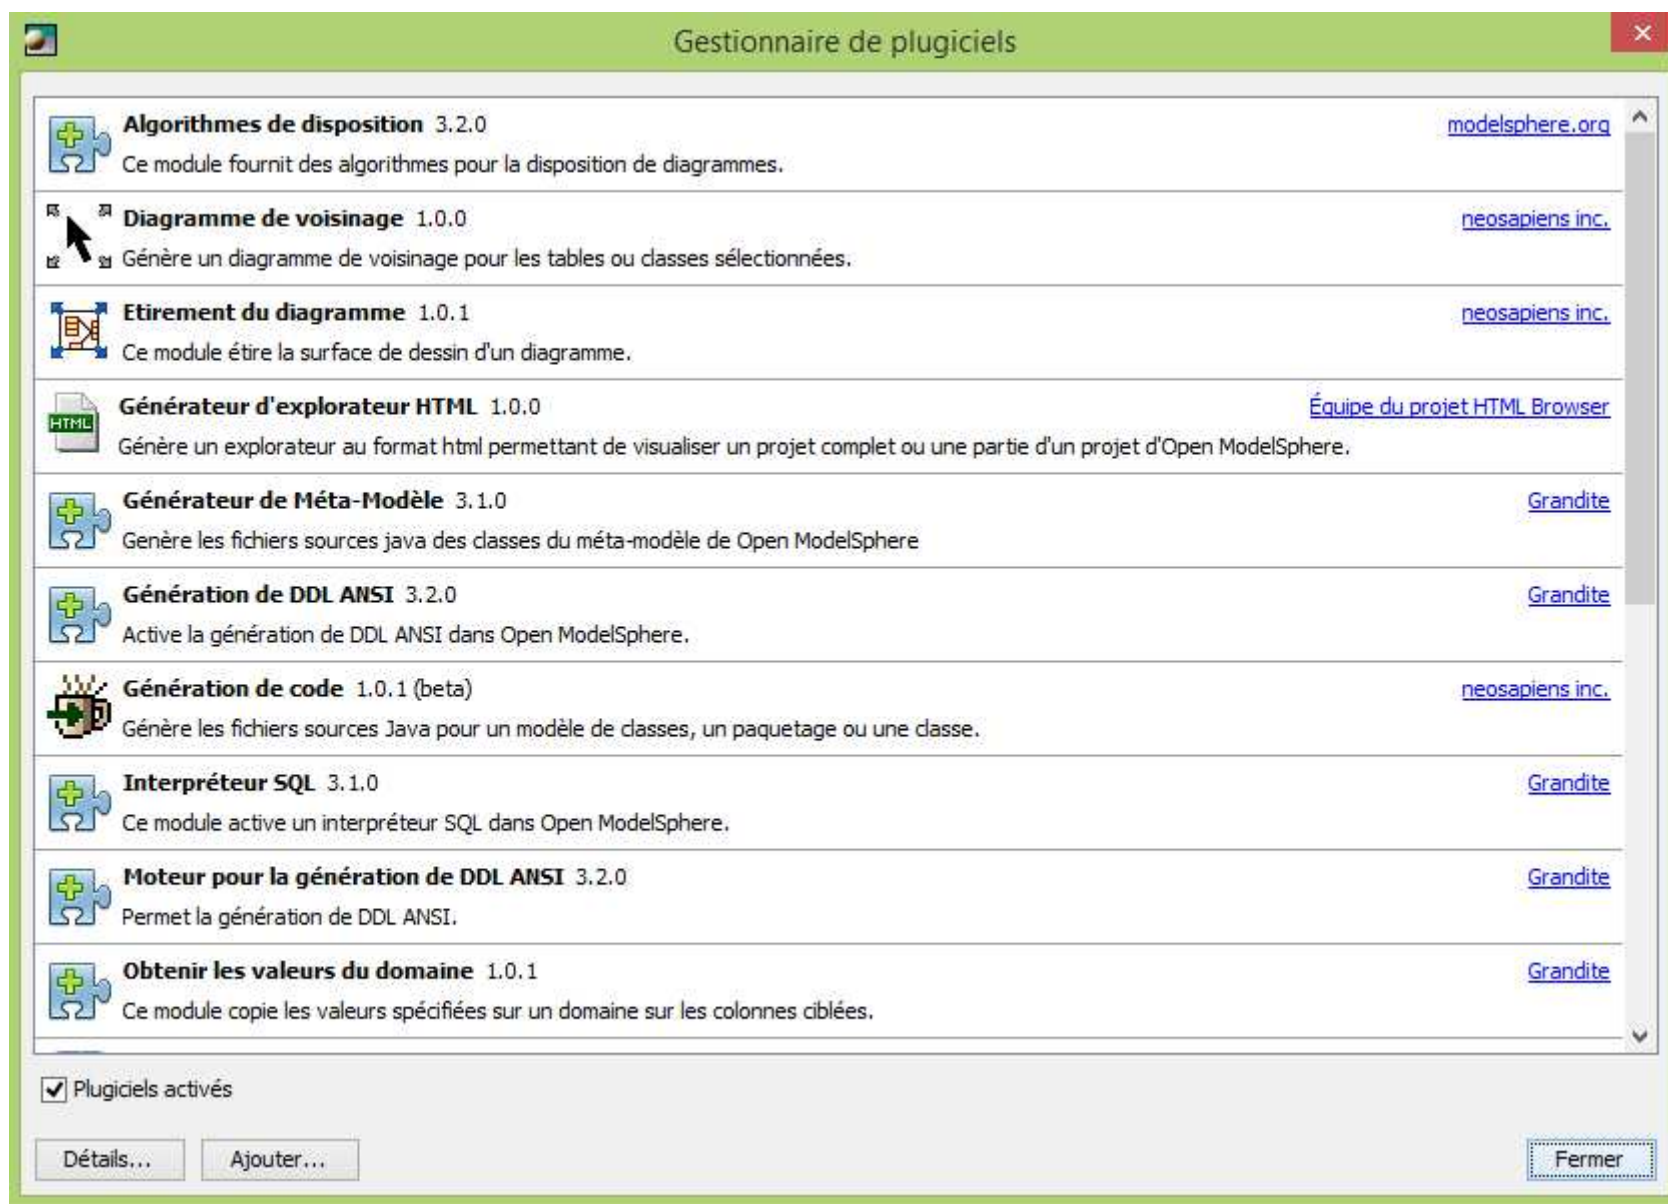 Gestionnaire de plugiciels
Algorithmes de disposition 3.2.0 modelsphere.org
Ce module fournit des algorithmes pour la disposition de diagrammes.
Diagramme de voisinage 1.0.0 neosapiens inc.
Génère un diagramme de voisinage pour les tables ou classes sélectionnées.
Etirement du diagramme 1.0.1 neosapiens inc.
Ce module étire la surface de dessin d'un diagramme.
HTML
Générateur d'explorateur HTML 1.0.0 Équipe du projet HTML Browser
Génère un explorateur au format html permettant de visualiser un projet complet ou une partie d'un projet d'Open ModelSphere.
Générateur de Méta-Modèle 3.1.0 Grandite
Genère les fichiers sources java des classes du méta-modèle de Open ModelSphere
Génération de DDL ANSI 3.2.0 Grandite
Active la génération de DDL ANSI dans Open ModelSphere.
Génération de code 1.0.1 (beta) neosapiens inc.
Génère les fichiers sources Java pour un modèle de classes, un paquetage ou une classe.
Interpréteur SQL 3.1.0 Grandite
Ce module active un interpréteur SQL dans Open ModelSphere.
Moteur pour la génération de DDL ANSI 3.2.0 Grandite
Permet la génération de DDL ANSI.
Obtenir les valeurs du domaine 1.0.1 Grandite
Ce module copie les valeurs spécifiées sur un domaine sur les colonnes ciblées.
Plugiciels activés
Détails... Ajouter... Fermer